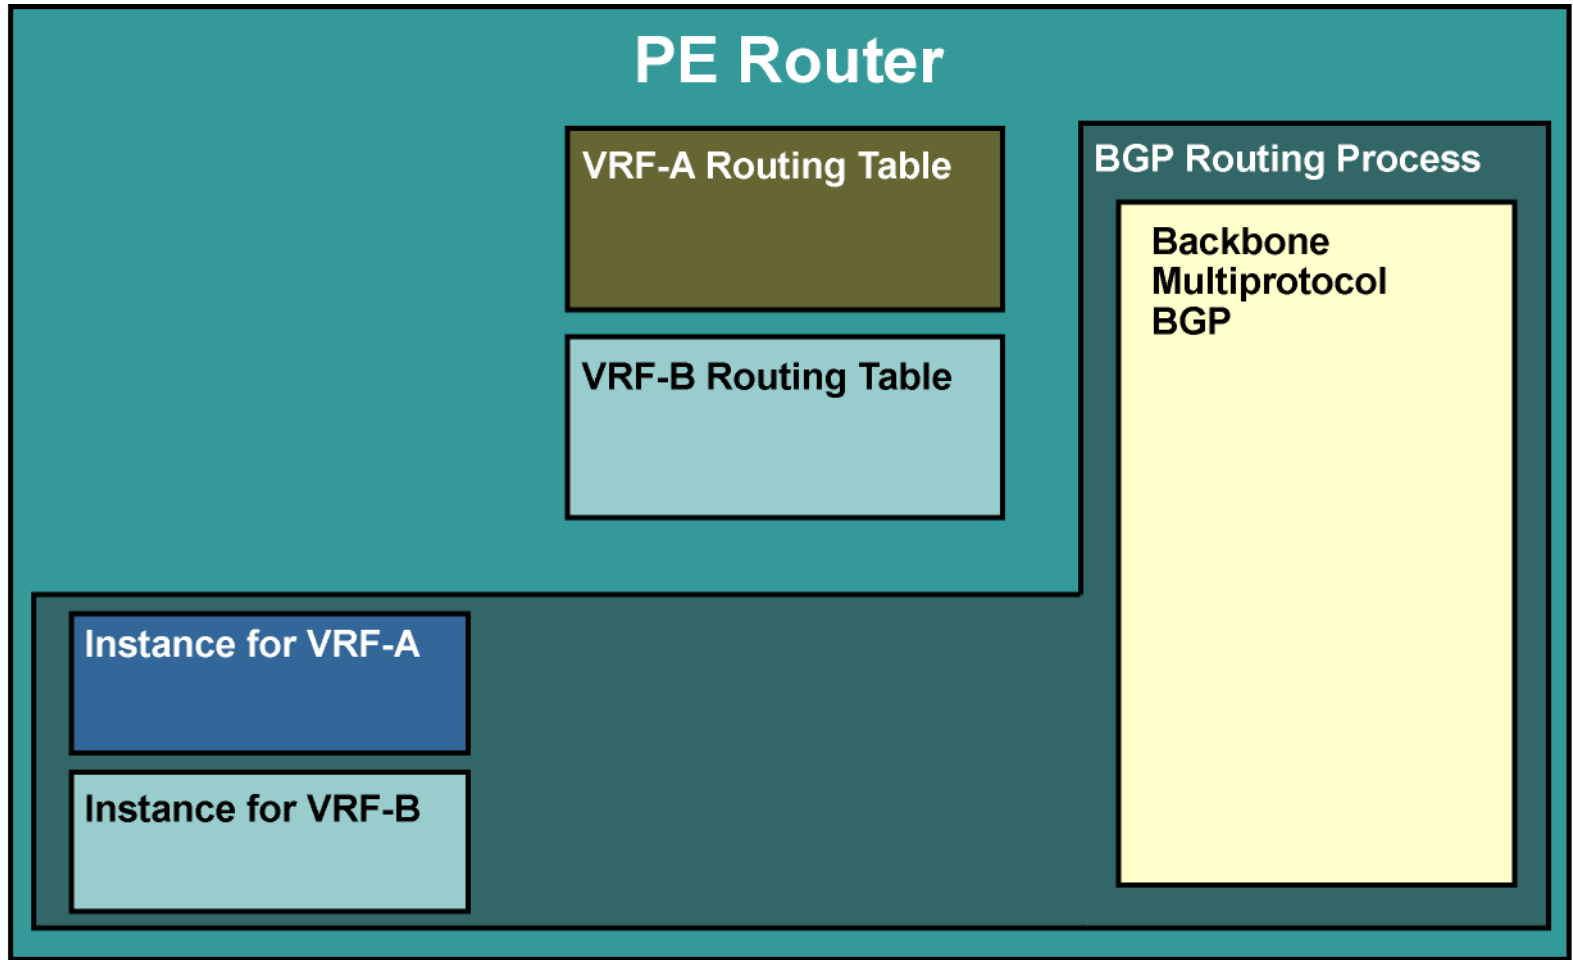 PE Router
VRF-A Routing Table
BGP Routing Process
Backbone
Multiprotocol
BGP
VRF-B Routing Table
Instance for VRF-A
Instance for VRF-B